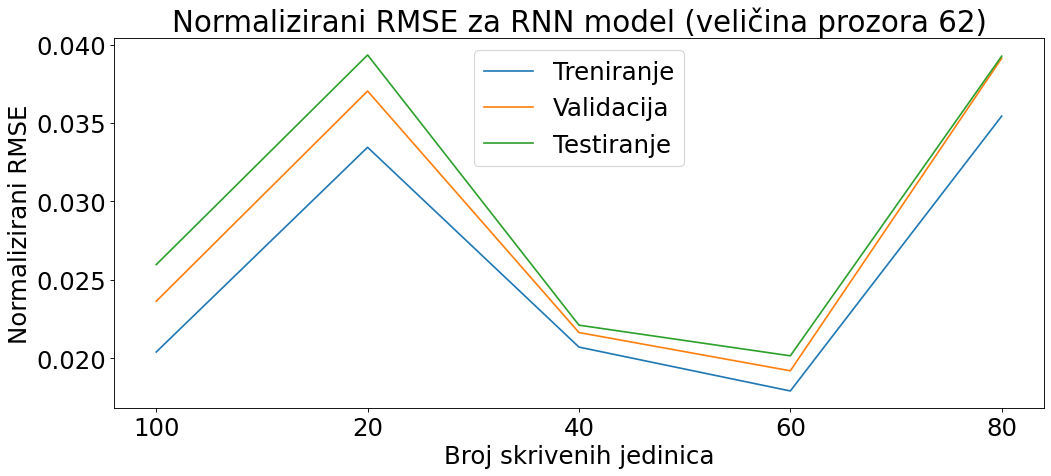 Normalizirani RMSE za RNN model (veličina prozora 62)
Normalizirani RMSE
0.040
0.035
0.030
0.025
0.020
Treniranje
Validacija
Testiranje
100 20 40 60 80
Broj skrivenih jedinica